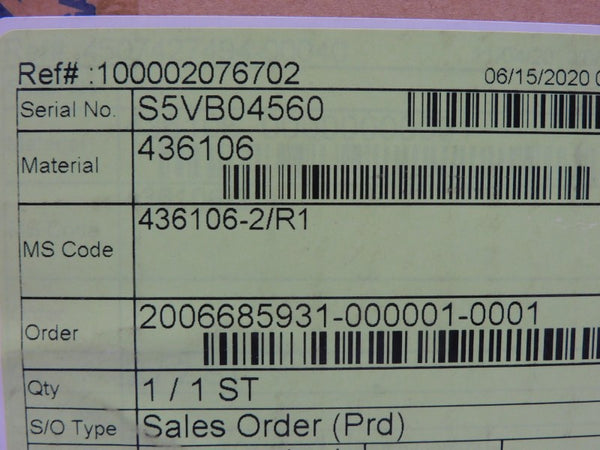 Ref# :100002076702 06/15/2020
Serial No. S5VB04560
Material 436106
MS Code 436106-2/R1
Order 2006685931-000001-0001
Qty 1 / 1 ST
S/O Type Sales Order (Prd)